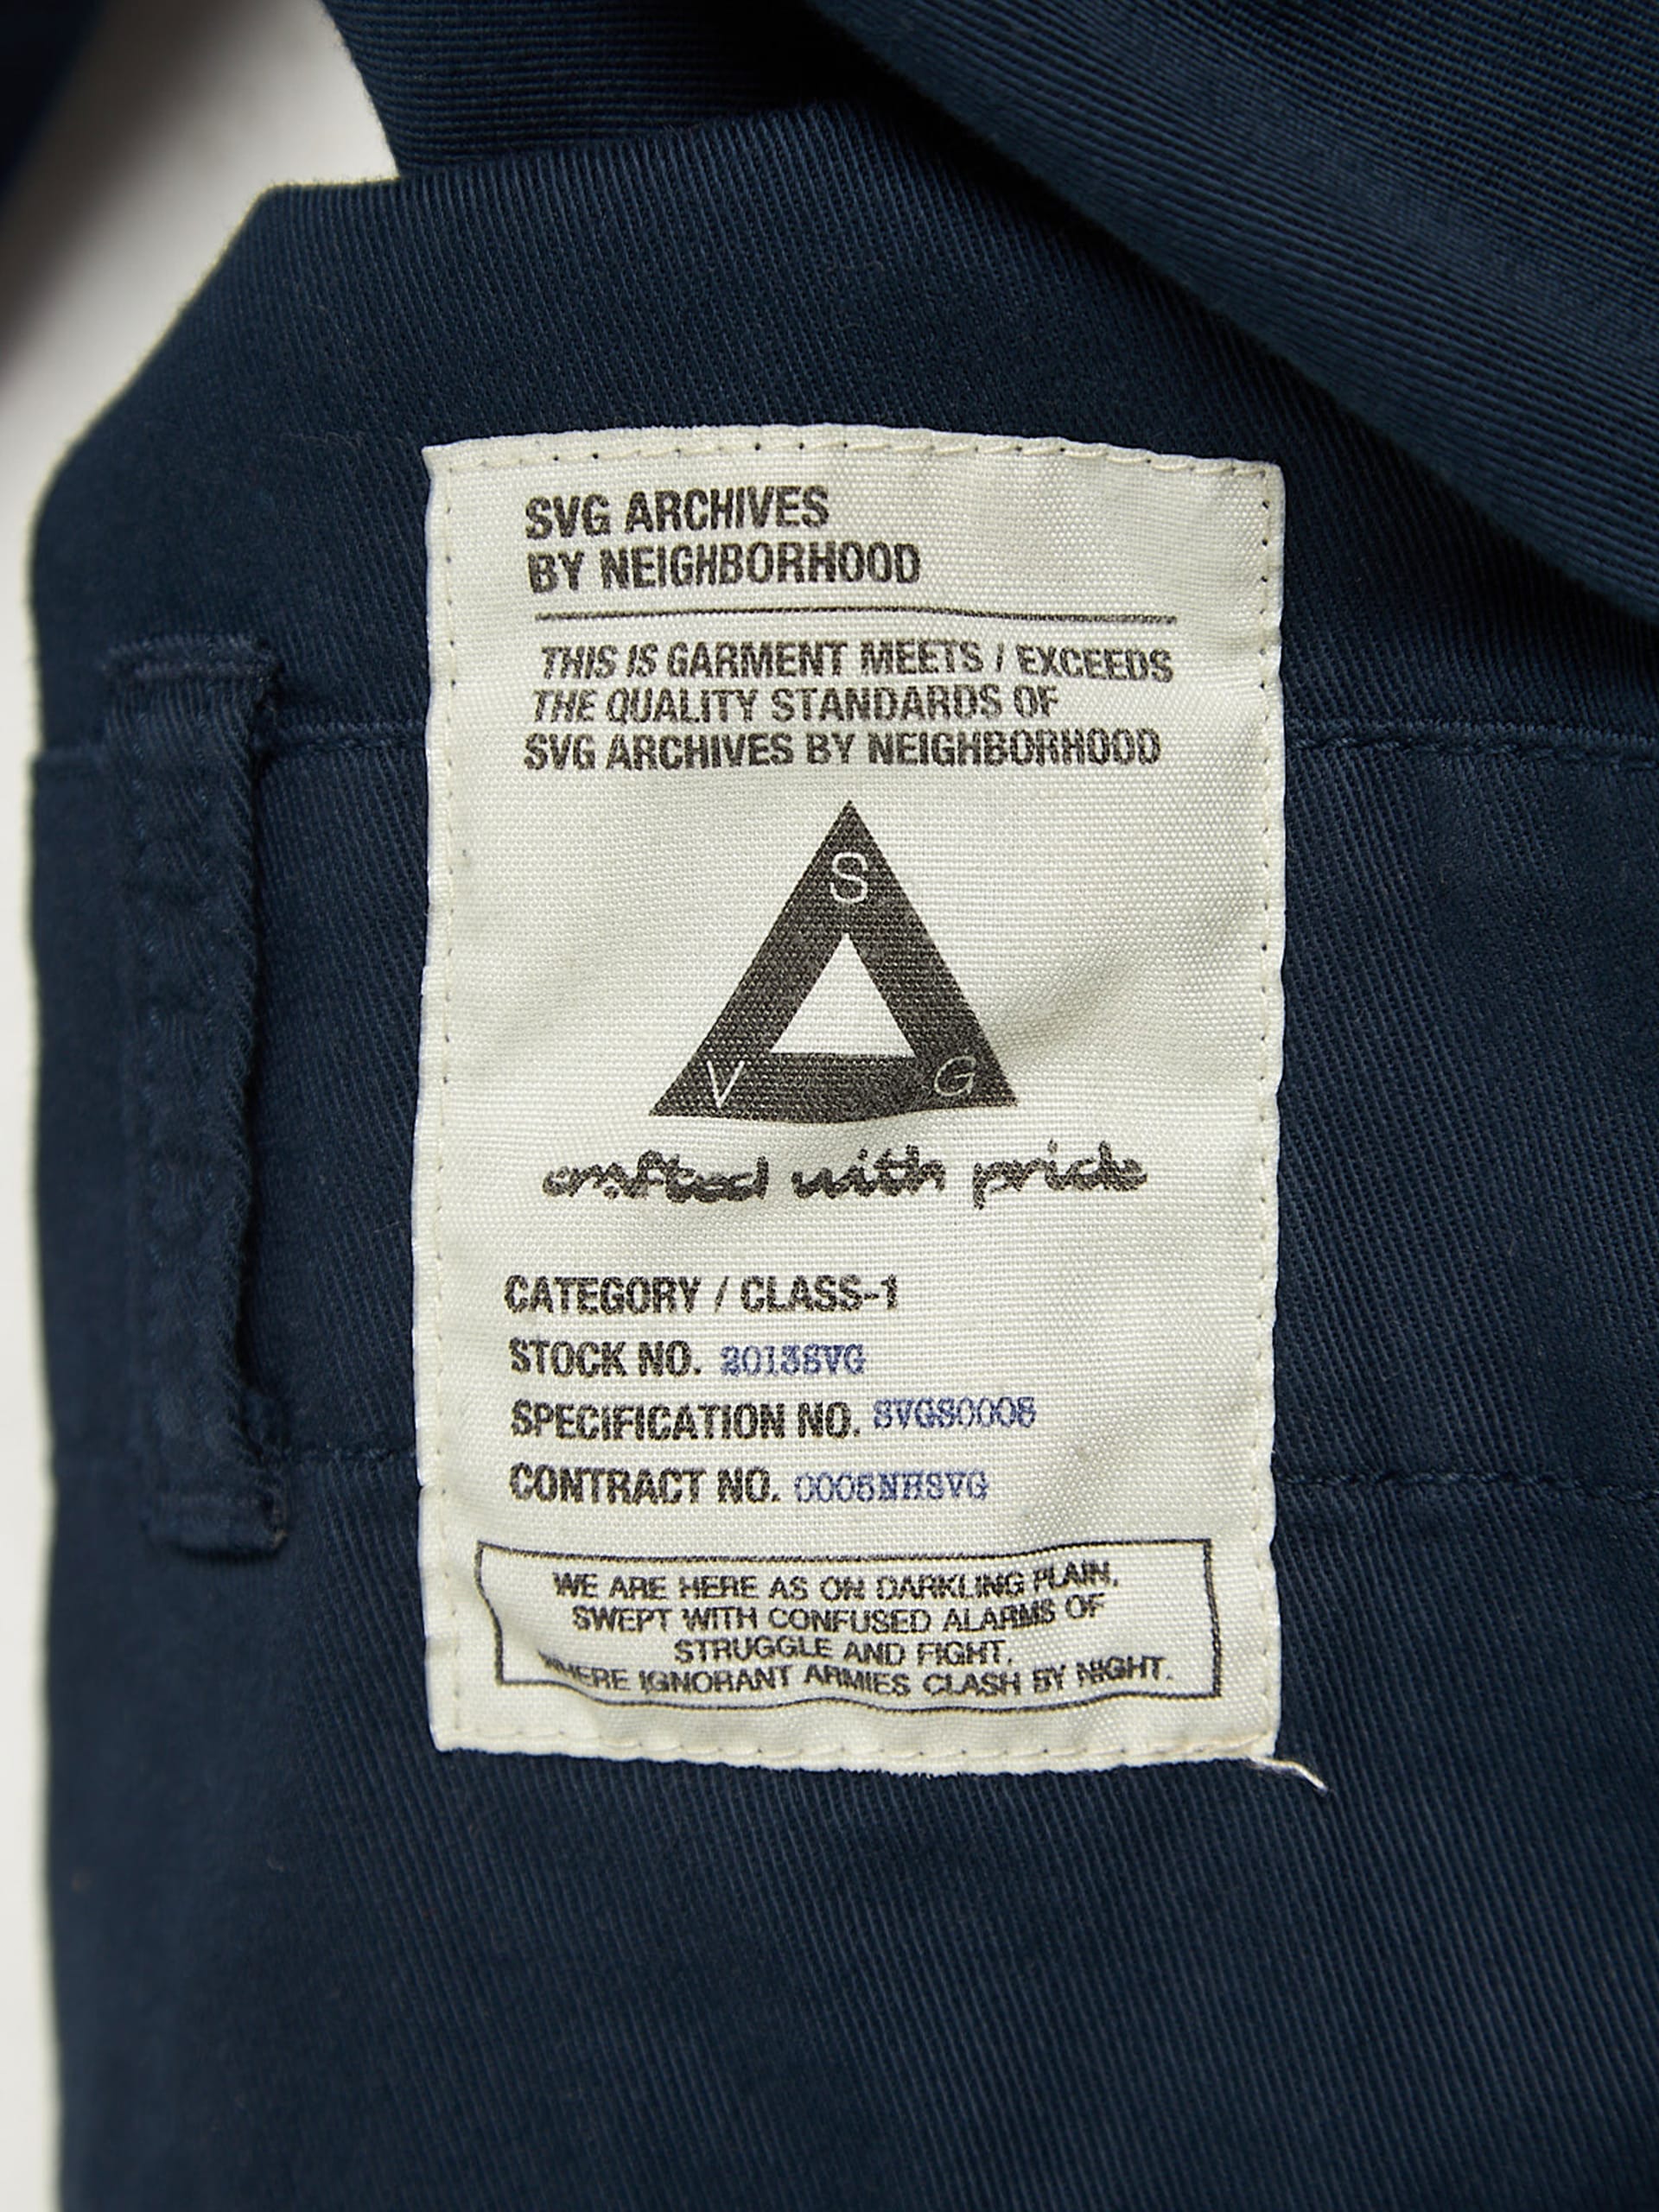 SVG ARCHIVES
BY NEIGHBORHOOD
THIS IS GARMENT MEETS / EXCEEDS
THE QUALITY STANDARDS OF
SVG ARCHIVES BY NEIGHBORHOOD
S
V G
crafted with pride
CATEGORY / CLASS-1
STOCK NO. 2013SVG
SPECIFICATION NO.
CONTRACT NO.
WE ARE HERE AS ON DARKLING PLAIN,
SWEPT WITH CONFUSED ALARMS OF
STRUGGLE AND FIGHT,
WHERE IGNORANT ARMIES CLASH BY NIGHT.